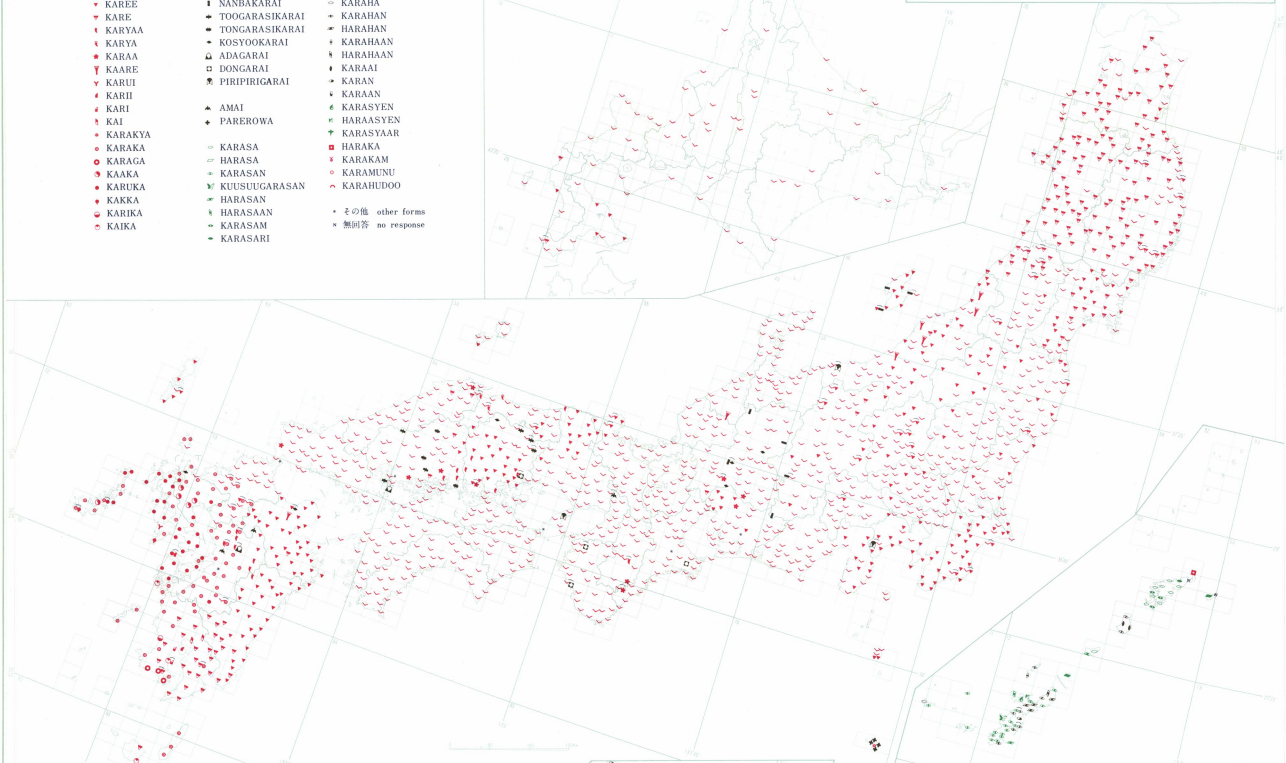 KAREE
KARE
KARYAA
KARYA
KARAA
KAARE
KARUI
KARII
KARI
KAI
KARAKYA
KARAKA
KARAGA
KAAKA
KARUKA
KAKKA
KARIKA
KAIKA
NANBAKARAI
TOOGARASIKARAI
TONGARASIKARAI
KOSYOOKARAI
ADAGARAI
DONGARAI
PIRIPIRIGARAI
AMAI
PAREROWA
KARASA
HARASA
KARASAN
KUUSUUGARASAN
HARASAN
HARASAAN
KARASAM
KARASARI
KARAHA
KARAHAN
HARAHAN
KARAHAAN
HARAHAAN
KARAAI
KARAN
KARAAN
KARASYEN
HARAASYEN
KARASYAAR
HARAKA
KARAKAM
KARAMUNU
KARAHUDOO
その他 other forms
無回答 no response